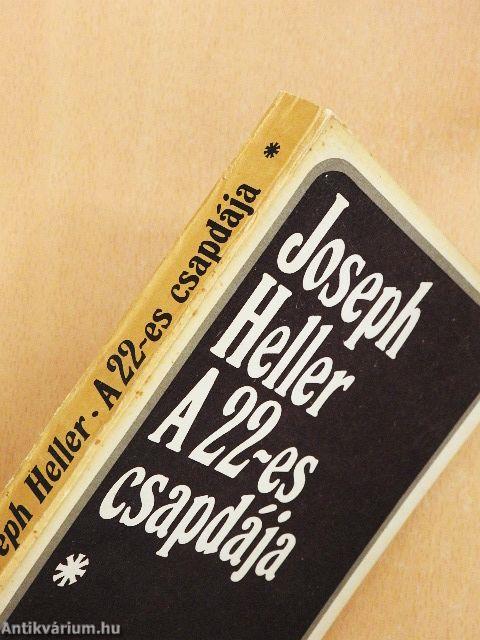 eph Heller · A 22-es csapdája *
Joseph
Heller
A 22-es
csapdája
*
Antikvárium.hu